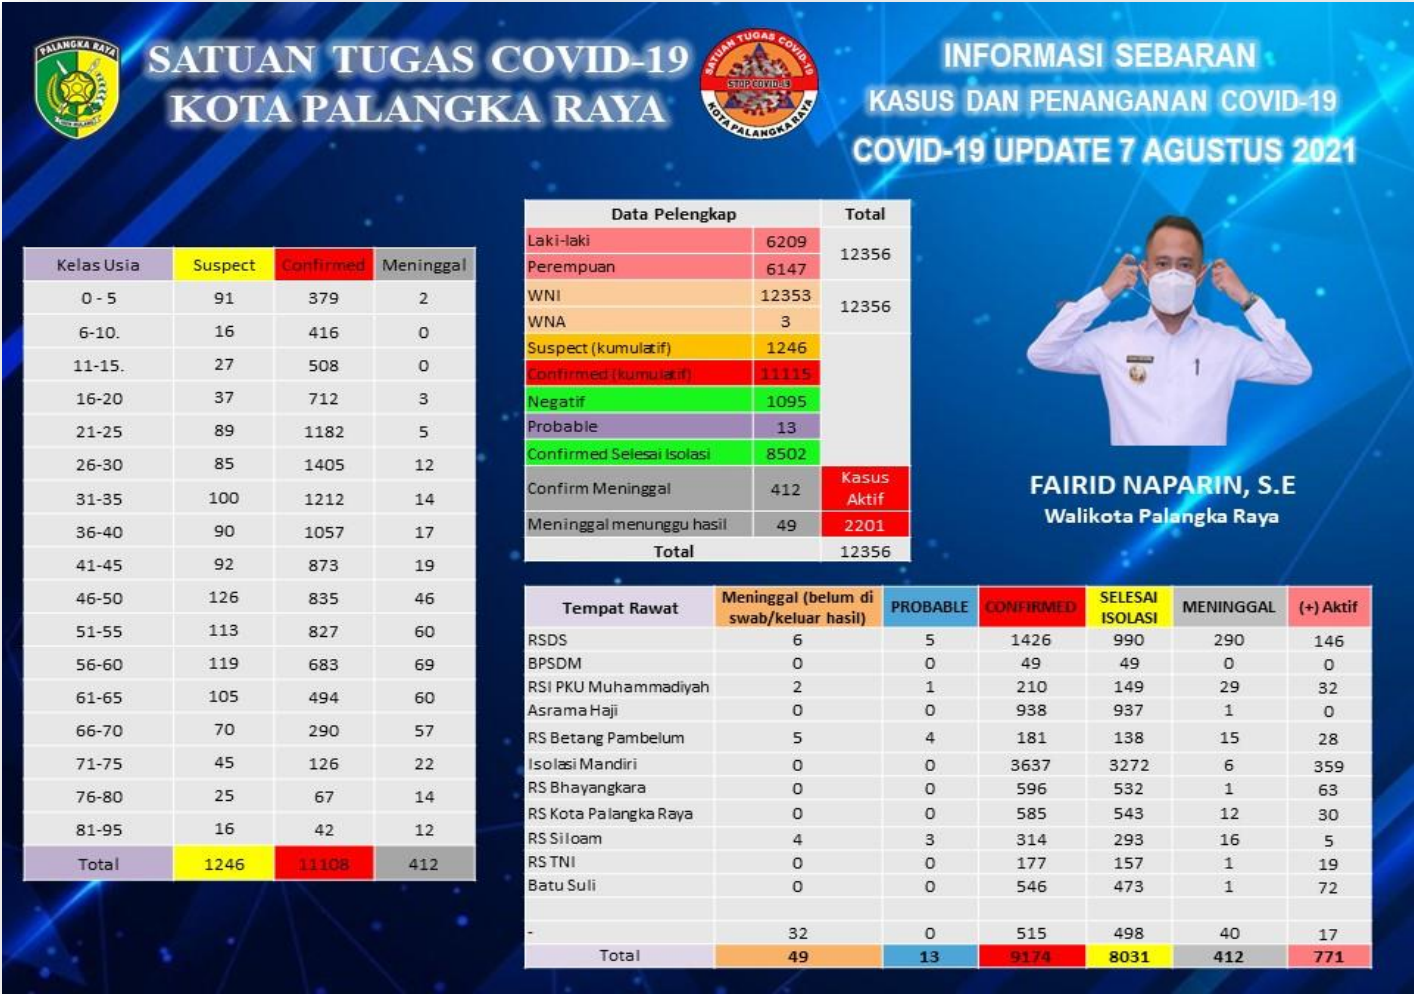 PALANGKA RAYA
SATUAN TUGAS COVID-19
KOTA PALANGKA RAYA
SATUAN TUGAS COVID-19
STOP COVID-19
KOTA PALANGKA RAYA
INFORMASI SEBARAN
KASUS DAN PENANGANAN COVID-19
COVID-19 UPDATE 7 AGUSTUS 2021
Kelas Usia Suspect Confirmed Meninggal
0 - 5 91 379 2
6-10. 16 416 0
11-15. 27 508 0
16-20 37 712 3
21-25 89 1182 5
26-30 85 1405 12
31-35 100 1212 14
36-40 90 1057 17
41-45 92 873 19
46-50 126 835 46
51-55 113 827 60
56-60 119 683 69
61-65 105 494 60
66-70 70 290 57
71-75 45 126 22
76-80 25 67 14
81-95 16 42 12
Total 1246 11108 412
Data Pelengkap Total
Laki-laki 6209
12356
Perempuan 6147
WNI 12353
12356
WNA 3
Suspect (kumulatif) 1246
Confirmed (kumulatif) 11115
Negatif 1095
Probable 13
Confirmed Selesai Isolasi 8502
Confirm Meninggal 412 Kasus
Aktif
Meninggal menunggu hasil 49 2201
Total 12356
FAIRID NAPARIN, S.E
Walikota Palangka Raya
Tempat Rawat Meninggal (belum di
swab/keluar hasil) PROBABLE CONFIRMED SELESAI
ISOLASI MENINGGAL (+) Aktif
RSDS 6 5 1426 990 290 146
BPSDM 0 0 49 49 0 0
RSI PKU Muhammadiyah 2 1 210 149 29 32
Asrama Haji 0 0 938 937 1 0
RS Betang Pambelum 5 4 181 138 15 28
Isolasi Mandiri 0 0 3637 3272 6 359
RS Bhayangkara 0 0 596 532 1 63
RS Kota Palangka Raya 0 0 585 543 12 30
RS Siloam 4 3 314 293 16 5
RS TNI 0 0 177 157 1 19
Batu Suli 0 0 546 473 1 72
- 32 0 515 498 40 17
Total 49 13 9174 8031 412 771